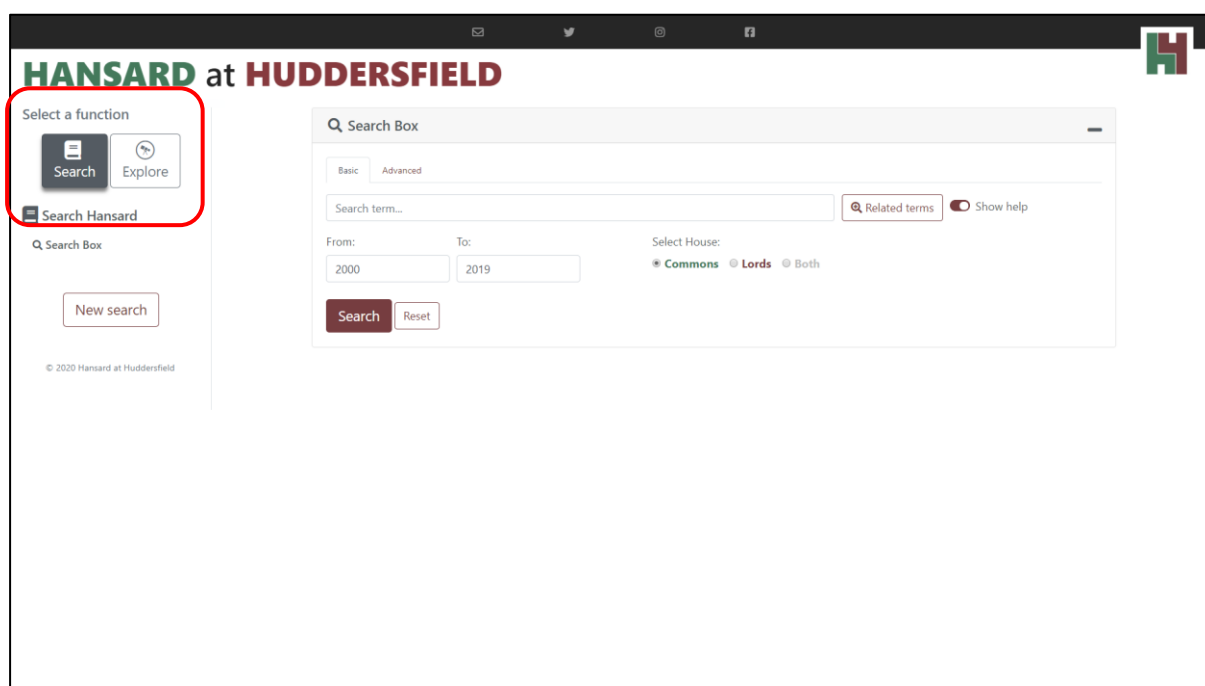 HANSARD at HUDDERSFIELD
Select a function
Search Explore
Search Hansard
Search Box
New search
© 2020 Hansard at Huddersfield
Search Box
Basic Advanced
Search term...
Related terms Show help
From: To: Select House:
2000 2019 Commons Lords Both
Search Reset